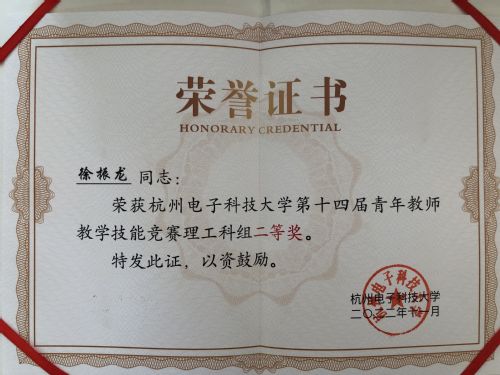 荣誉证书
HONORARY CREDENTIAL
徐振龙 同志：
荣获杭州电子科技大学第十四届青年教师
教学技能竞赛理工科组二等奖。
特发此证，以资鼓励。
杭州电子科技大学
二〇二二年十一月